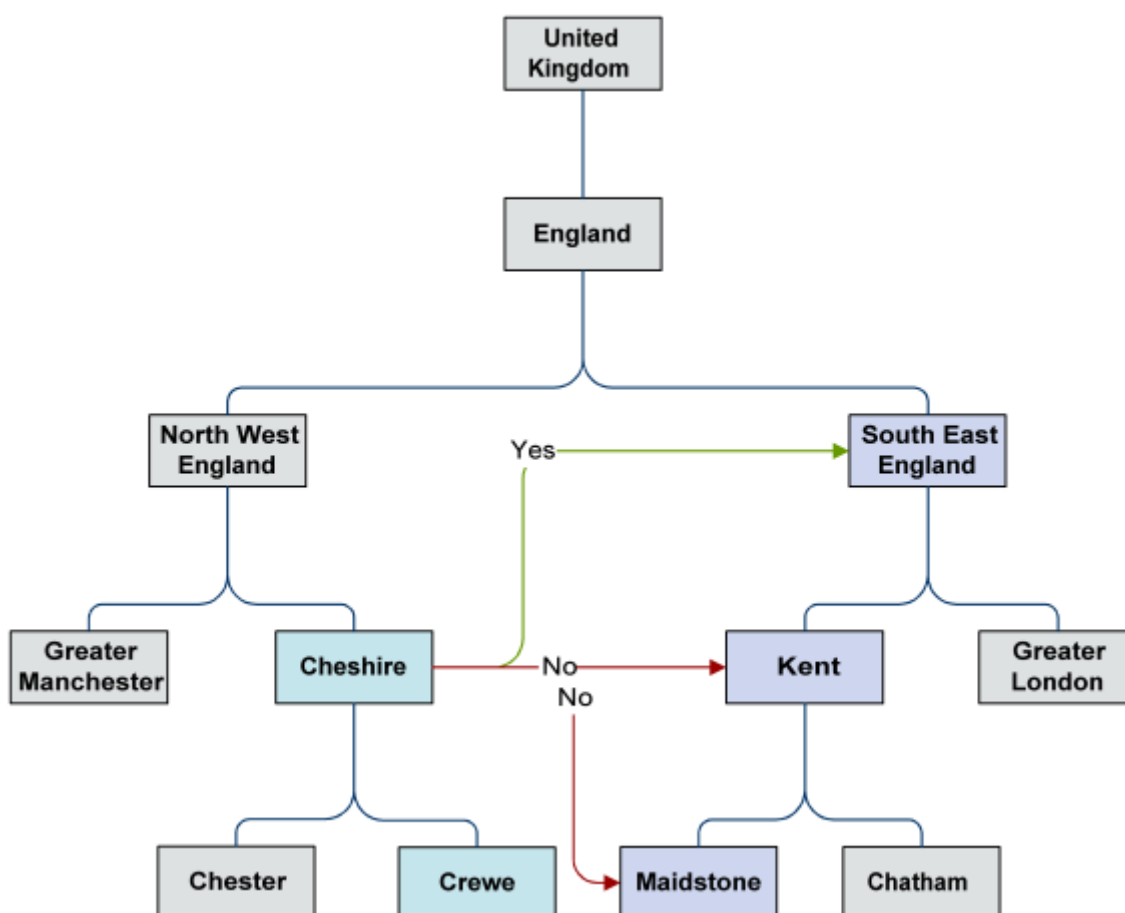 United
Kingdom
England
North West
England
Yes
South East
England
Greater
Manchester
Cheshire
No
No
Kent
Greater
London
Chester
Crewe
Maidstone
Chatham